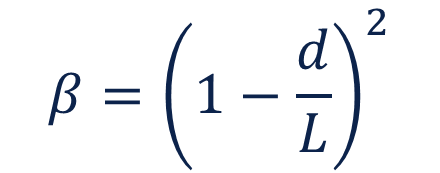 β = (1 − d/L)²